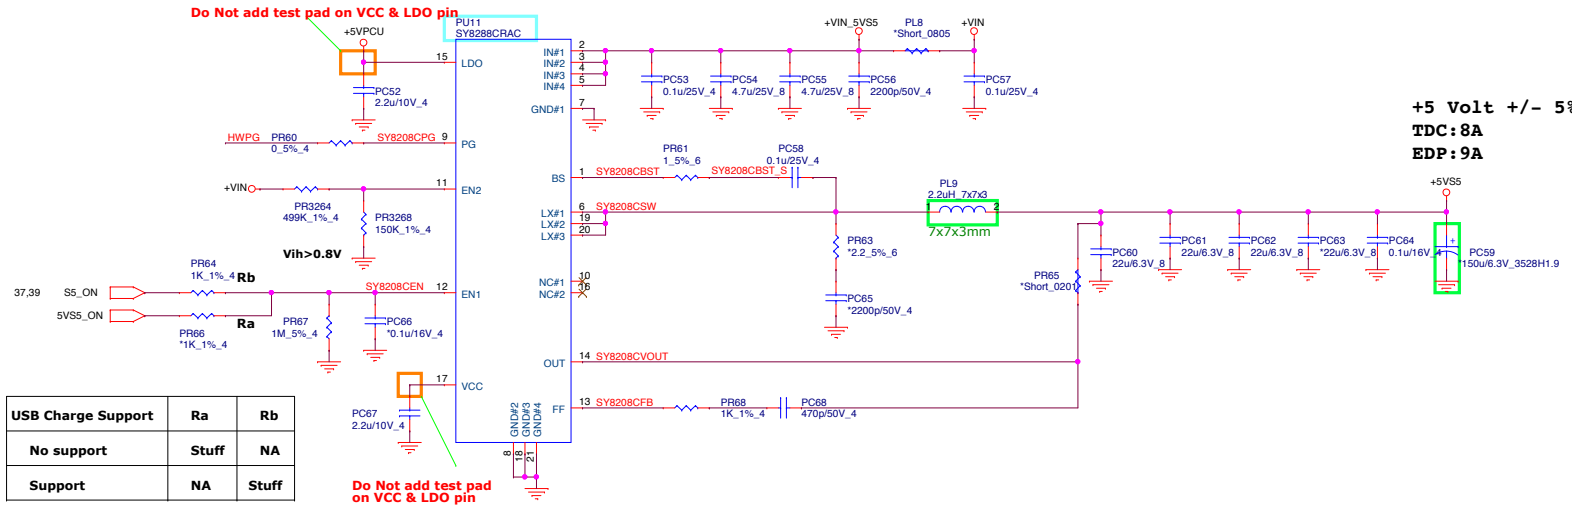 Do Not add test pad on VCC & LDO pin
+5VPCU
PU11
SY8288CRAC
+VIN_5VS5
PL8
*Short_0805
+VIN
15
LDO
IN#1
2
IN#2
3
IN#3
4
IN#4
5
PC52
2.2u/10V_4
PC53
0.1u/25V_4
PC54
4.7u/25V_8
PC55
4.7u/25V_8
PC56
2200p/50V_4
PC57
0.1u/25V_4
GND#1
7
+5 Volt +/- 5%
TDC:8A
EDP:9A
HWPG
PR60
0_5%_4
SY8208CPG
9
PG
BS
1
SY8208CBST
PR61
1_5%_6
SY8208CBST_S
PC58
0.1u/25V_4
+VIN
PR3264
499K_1%_4
11
EN2
PR3268
150K_1%_4
Vih>0.8V
LX#1
6
LX#2
19
LX#3
20
SY8208CSW
PL9
2.2uH_7x7x3
1
2
7x7x3mm
+5VS5
PR63
*2.2_5%_6
PC65
*2200p/50V_4
PR65
*Short_0201
PC60
22u/6.3V_8
PC61
22u/6.3V_8
PC62
22u/6.3V_8
PC63
*22u/6.3V_8
PC64
0.1u/16V_4
+
PC59
*150u/6.3V_3528H1.9
NC#1
10
NC#2
16
37,39
S5_ON
PR64
1K_1%_4
Rb
5VS5_ON
PR66
*1K_1%_4
Ra
SY8208CEN
12
EN1
PR67
1M_5%_4
PC66
*0.1u/16V_4
OUT
14
SY8208CVOUT
17
VCC
PC67
2.2u/10V_4
FF
13
SY8208CFB
PR68
1K_1%_4
PC68
470p/50V_4
GND#2
GND#3
GND#4
8
18
21
Do Not add test pad
on VCC & LDO pin
USB Charge Support Ra Rb
No support Stuff NA
Support NA Stuff